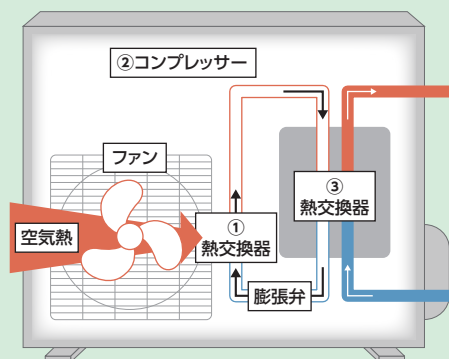 ②コンプレッサー
ファン
空気熱
①
熱交換器
③
熱交換器
膨張弁